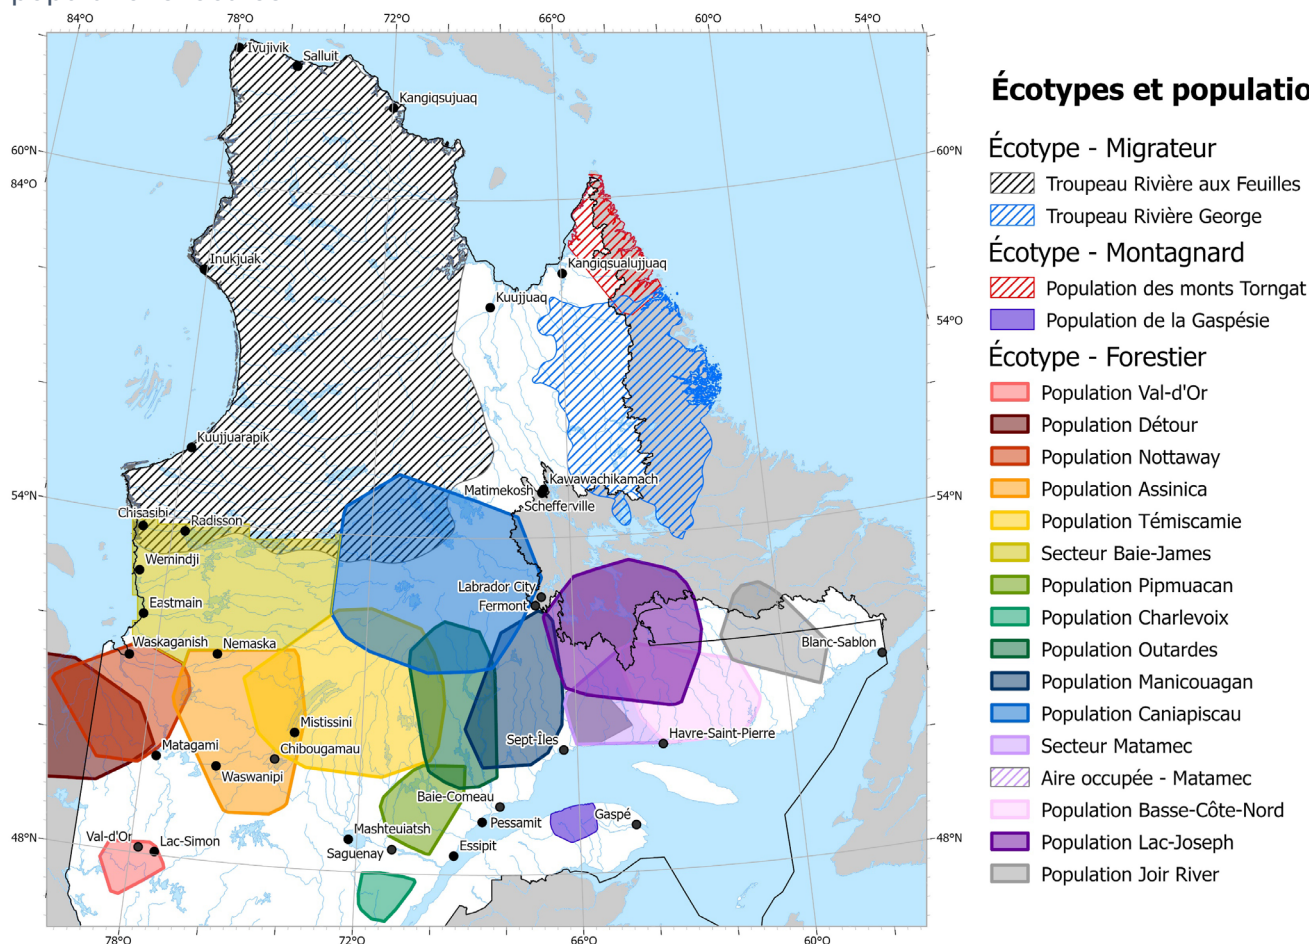 84°O 78°O 72°O 66°O 60°O 54°O
Ivujivik
Salluit
Kangiqsujuaq
60°N 60°N
84°O
Inukjuak
Kangiqsualujjuaq
Kuujjuaq
54°O
Kuujjuarapik
Kawawachikamach
Matimekosh
54°N 54°N
Schefferville
Chisasibi
Radisson
Wemindji
Labrador City
Fermont
Eastmain
Waskaganish
Nemaska
Blanc-Sablon
Mistissini
Havre-Saint-Pierre
Sept-Îles
Matagami
Chibougamau
Waswanipi
Baie-Comeau
Gaspé
Pessamit
Mashteuiatsh
48°N 48°N
Val-d'Or
Lac-Simon
Essipit
Saguenay
78°O 72°O 66°O 60°O
Écotypes et populatio
Écotype - Migrateur
Troupeau Rivière aux Feuilles
Troupeau Rivière George
Écotype - Montagnard
Population des monts Torngat
Population de la Gaspésie
Écotype - Forestier
Population Val-d'Or
Population Détour
Population Nottaway
Population Assinica
Population Témiscamie
Secteur Baie-James
Population Pipmuacan
Population Charlevoix
Population Outardes
Population Manicouagan
Population Caniapiscau
Secteur Matamec
Aire occupée - Matamec
Population Basse-Côte-Nord
Population Lac-Joseph
Population Joir River